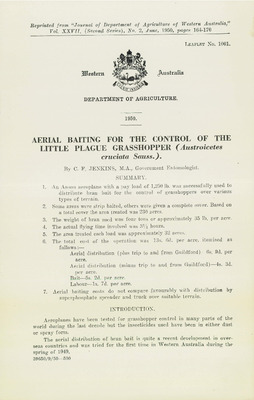 Reprinted from "Journal of Department of Agriculture of Western Australia,"
Vol. XXVII. (Second Series), No. 2, June, 1950, pages 164-170
LEAFLET No. 1061.
Western Australia
DEPARTMENT OF AGRICULTURE.
1950.
AERIAL BAITING FOR THE CONTROL OF THE
LITTLE PLAGUE GRASSHOPPER (Austroicetes
cruciata Sauss.).
By C. F. JENKINS, M.A., Government Entomologist.
SUMMARY.
1. An Anson aeroplane with a pay load of 1,250 lb. was successfully used to
distribute bran bait for the control of grasshoppers over various
types of terrain.
2. Some areas were strip baited, others were given a complete cover. Based on
a total cover the area treated was 230 acres.
3. The weight of bran used was four tons or approximately 35 lb. per acre.
4. The actual flying time involved was hours.
5. The area treated each load was approximately 32 acres.
6. The total cost of the operation was 13s. 6d. per acre, itemised as
follows:—
Aerial distribution (plus trip to and from Guildford) 8s. 9d. per
acre.
Aerial distribution (minus trip to and from Guildford)—4s. 3d.
per acre.
Bait—3s. 2d. per acre.
Labour—1s. 7d. per acre.
7. Aerial baiting costs do not compare favourably with distribution by
superphosphate spreader and truck over suitable terrain.
INTRODUCTION.
Aeroplanes have been tested for grasshopper control in many parts of the
world during the last decade but the insecticides used have been in either dust
or spray form.
The aerial distribution of bran bait is quite a recent development in over-
seas countries and was tried for the first time in Western Australia during the
spring of 1949.